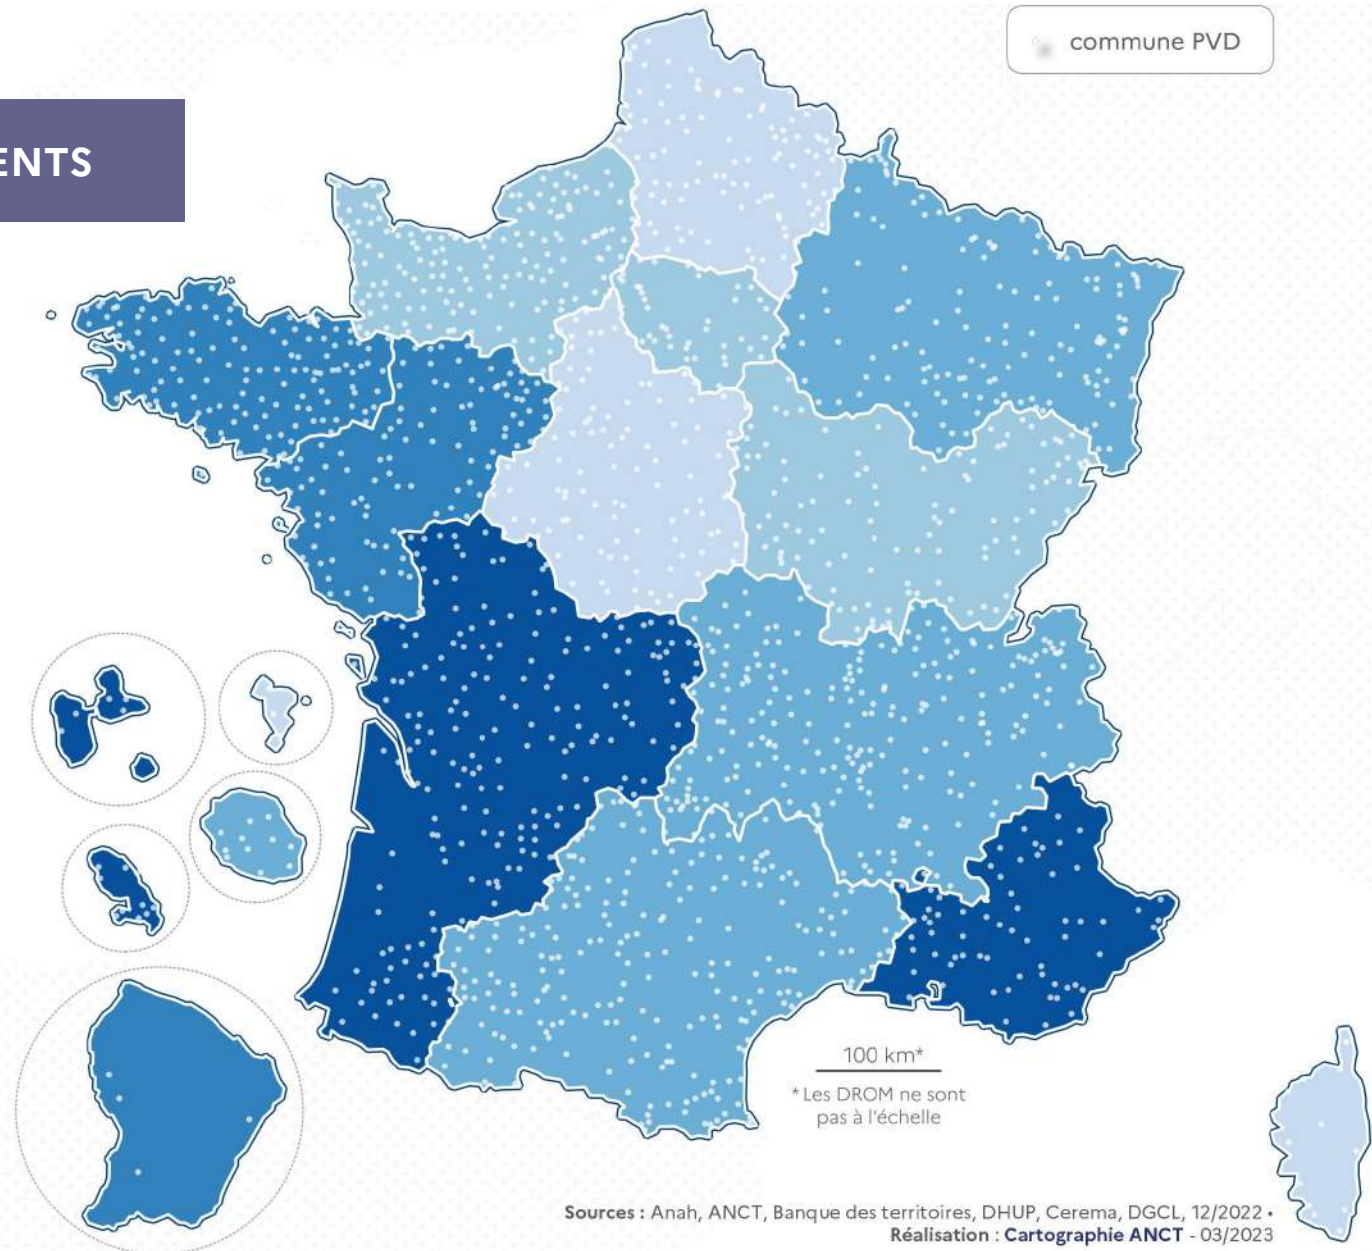 commune PVD
ENTS
100 km*
* Les DROM ne sont
pas à l'échelle
Sources : Anah, ANCT, Banque des territoires, DHUP, Cerema, DGCL, 12/2022 •
Réalisation : Cartographie ANCT - 03/2023